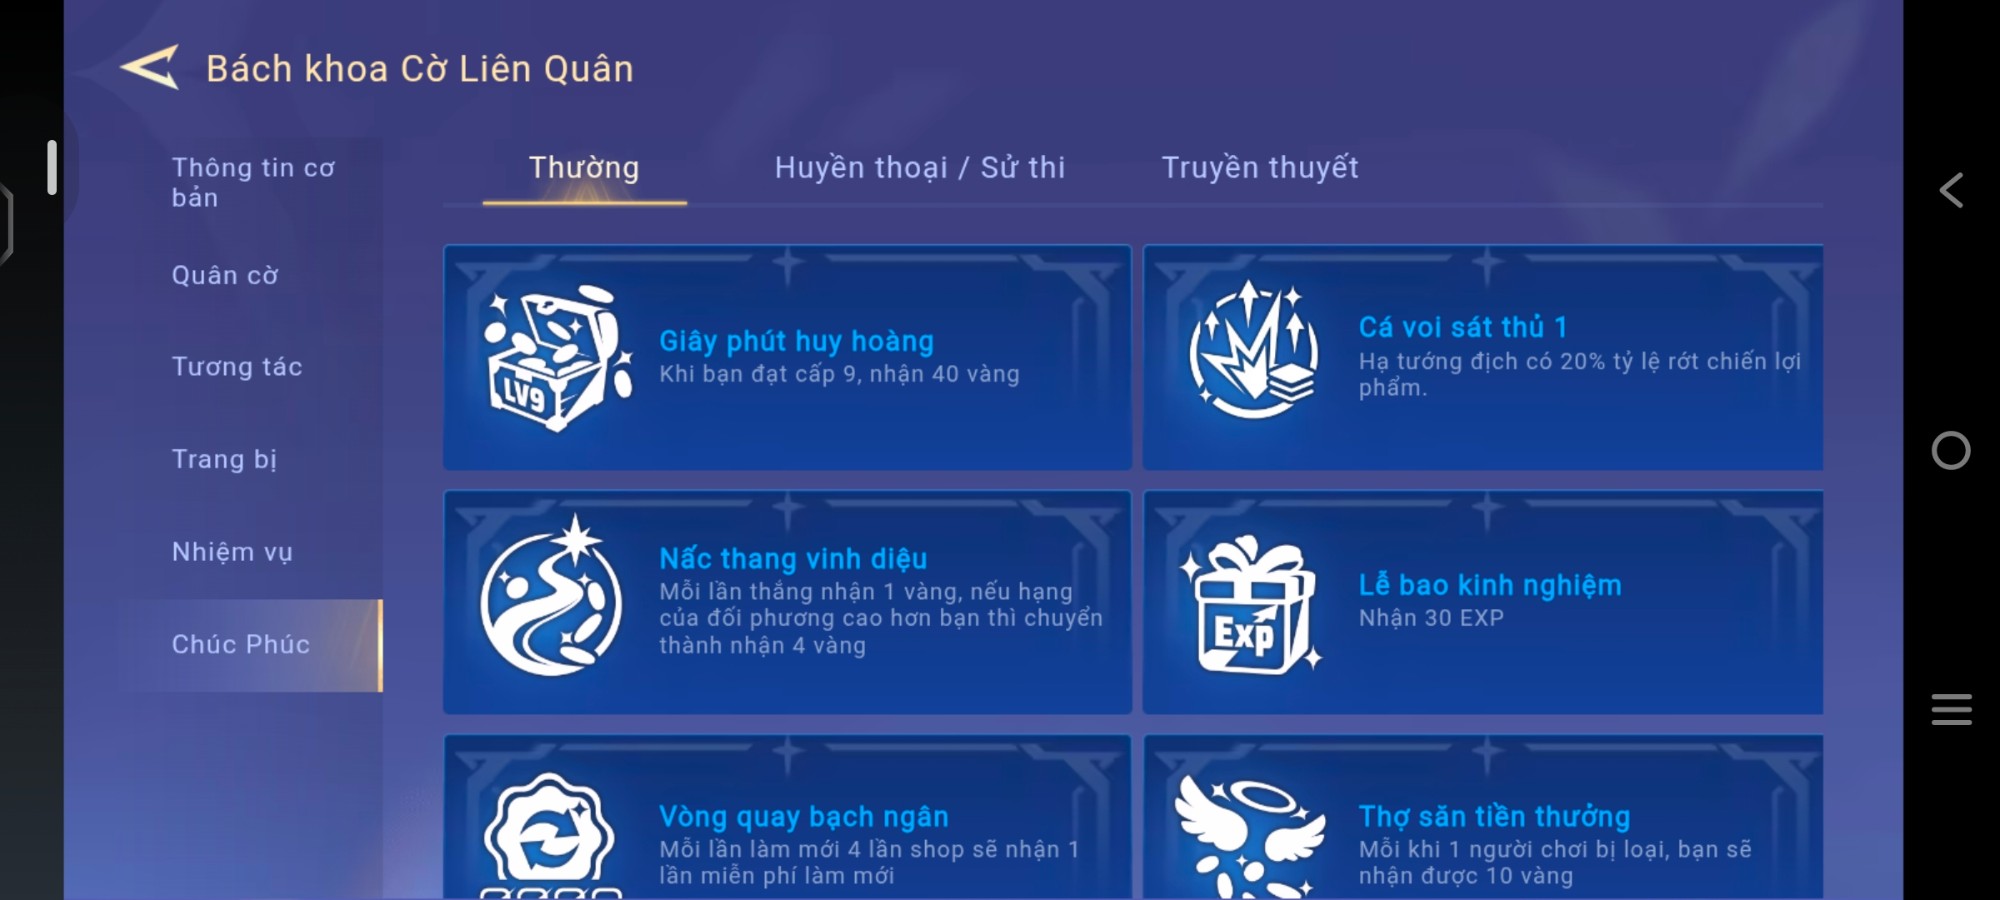 Bách khoa Cờ Liên Quân
Thông tin cơ
bản
Quân cờ
Tương tác
Trang bị
Nhiệm vụ
Chúc Phúc
Thường
Huyền thoại / Sử thi
Truyền thuyết
LV9
Giây phút huy hoàng
Khi bạn đạt cấp 9, nhận 40 vàng
Cá voi sát thủ 1
Hạ tướng địch có 20% tỷ lệ rớt chiến lợi
phẩm.
Nấc thang vinh diệu
Mỗi lần thắng nhận 1 vàng, nếu hạng
của đối phương cao hơn bạn thì chuyển
thành nhận 4 vàng
Exp
Lễ bao kinh nghiệm
Nhận 30 EXP
Vòng quay bạch ngân
Mỗi lần làm mới 4 lần shop sẽ nhận 1
lần miễn phí làm mới
Thợ săn tiền thưởng
Mỗi khi 1 người chơi bị loại, bạn sẽ
nhận được 10 vàng